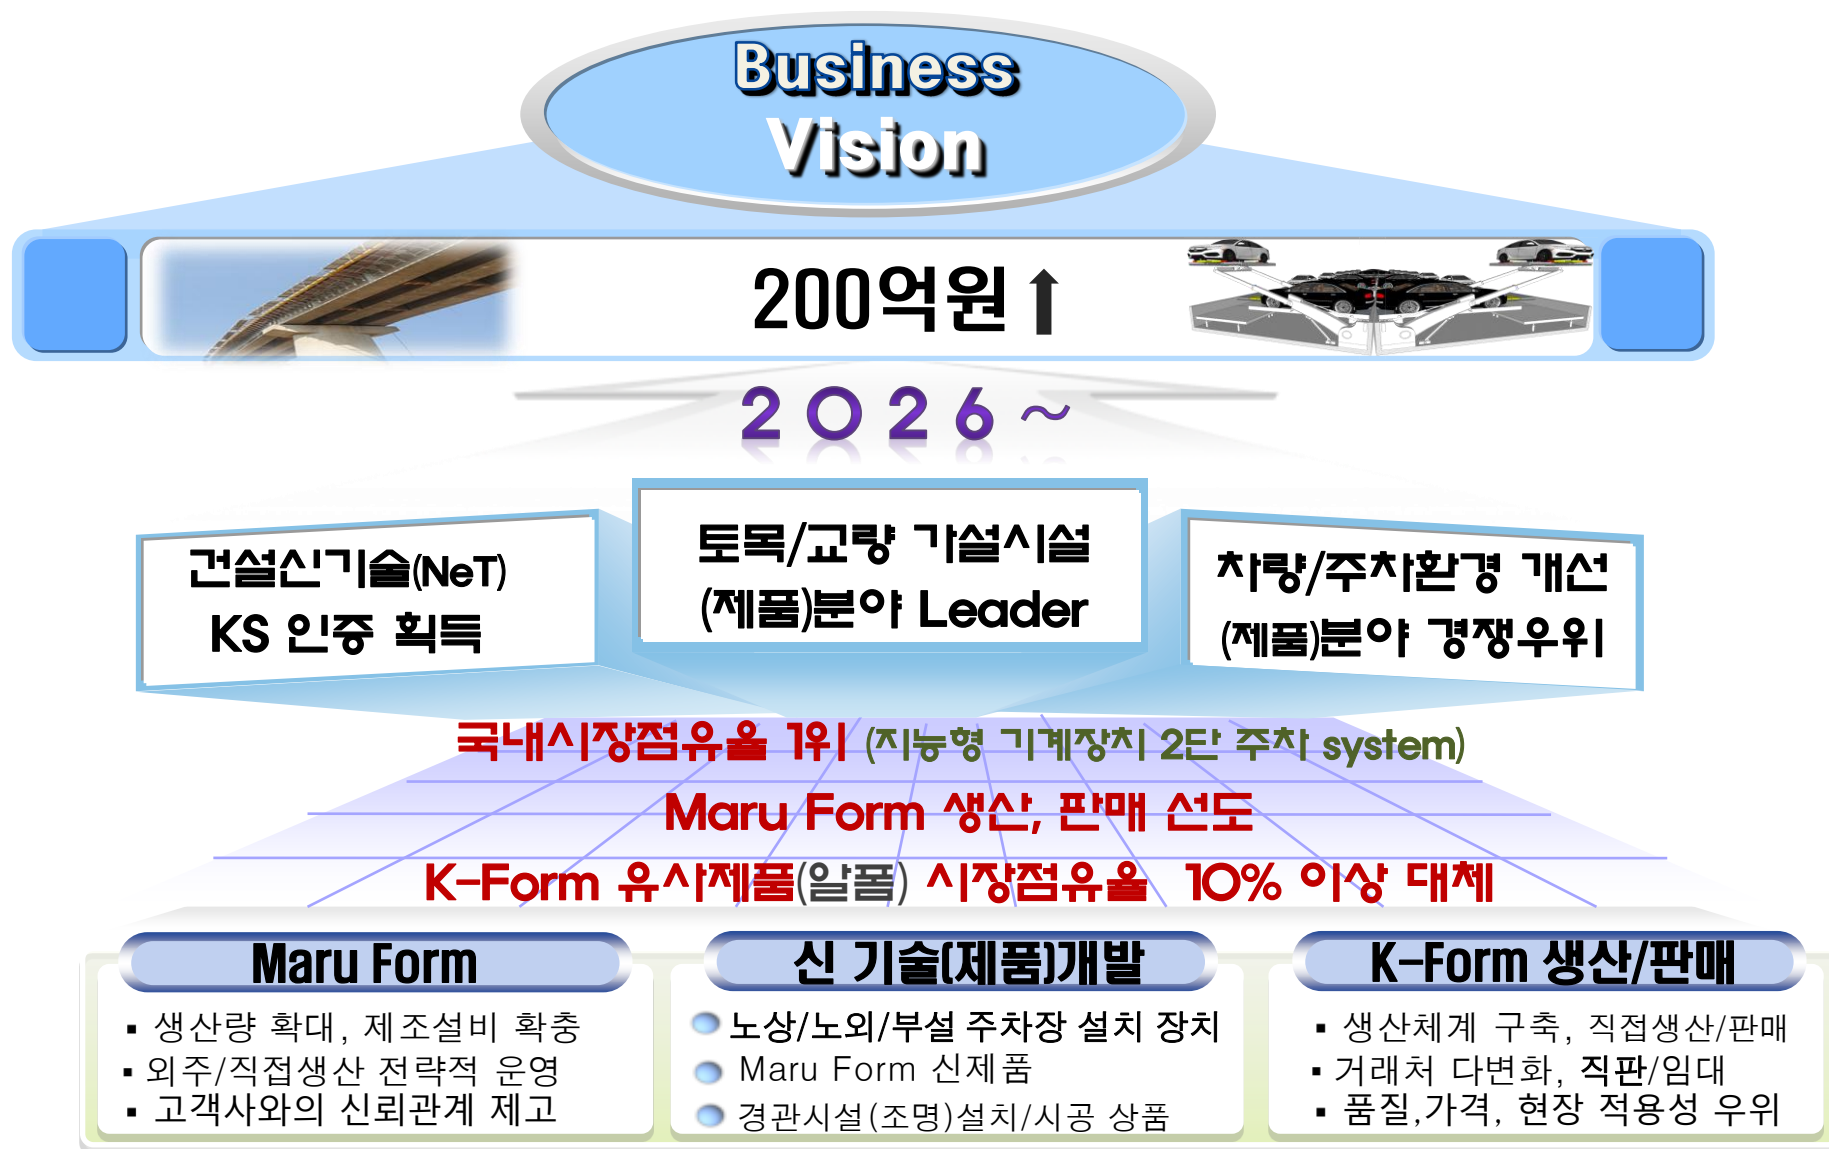 Business
Vision
200억원
2026~
건설신기술(NeT)
KS 인증 획득
토목/교량 가설시설
(제품)분야 Leader
차량/주차환경 개선
(제품)분야 경쟁우위
국내시장점유율 1위 (지능형 기계장치 2단 주차 system)
Maru Form 생산, 판매 선도
K-Form 유사제품(알폼) 시장점유율 10% 이상 대체
Maru Form
▪ 생산량 확대, 제조설비 확충
▪ 외주/직접생산 전략적 운영
▪ 고객사와의 신뢰관계 제고
신 기술(제품)개발
노상/노외/부설 주차장 설치 장치
Maru Form 신제품
경관시설(조명)설치/시공 상품
K-Form 생산/판매
▪ 생산체계 구축, 직접생산/판매
▪ 거래처 다변화, 직판/임대
▪ 품질,가격, 현장 적용성 우위